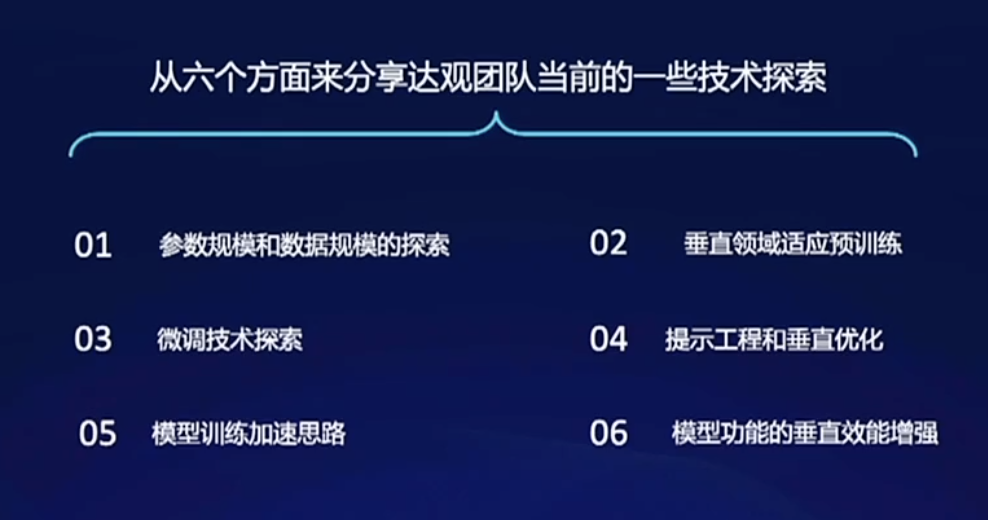 从六个方面来分享达观团队当前的一些技术探索
01 参数规模和数据规模的探索
02 垂直领域适应预训练
03 微调技术探索
04 提示工程和垂直优化
05 模型训练加速思路
06 模型功能的垂直效能增强